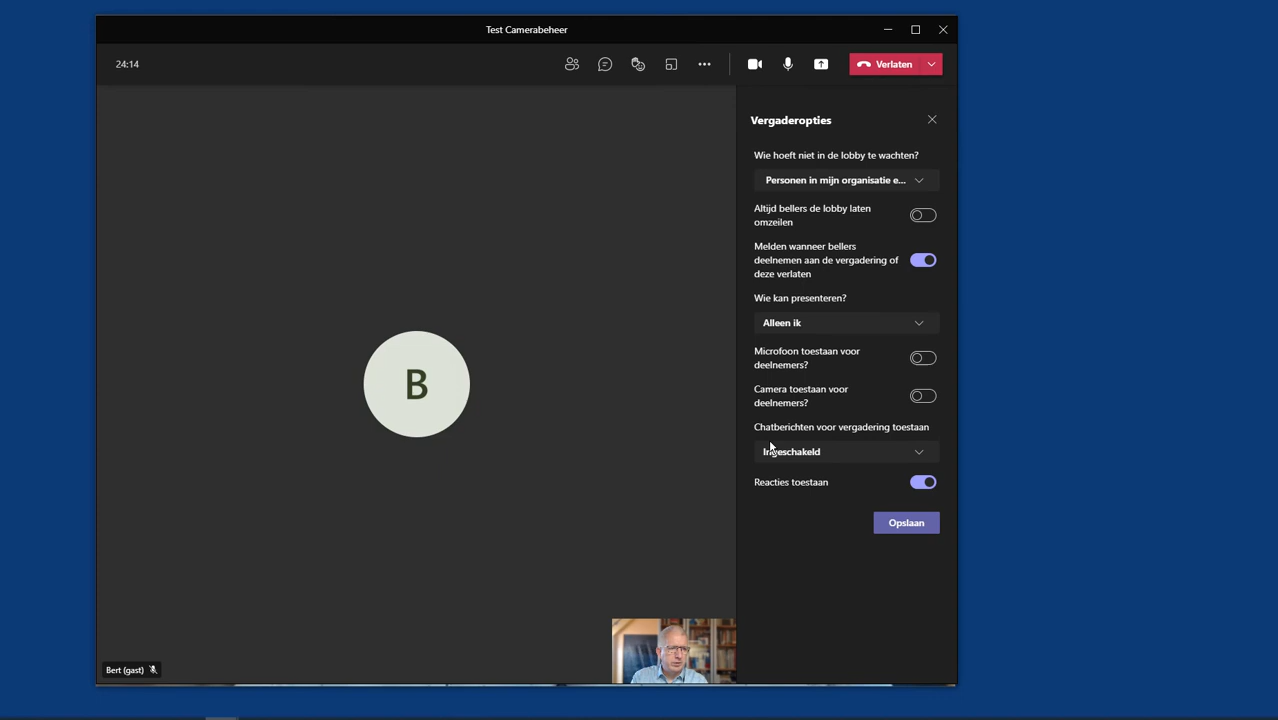 Test Camerabeheer
24:14
Verlaten
Vergaderopties
Wie hoeft niet in de lobby te wachten?
Personen in mijn organisatie e...
Altijd bellers de lobby laten
omzeilen
Melden wanneer bellers
deelnemen aan de vergadering of
deze verlaten
Wie kan presenteren?
Alleen ik
Microfoon toestaan voor
deelnemers?
Camera toestaan voor
deelnemers?
Chatberichten voor vergadering toestaan
Ingeschakeld
Reacties toestaan
Opslaan
B
Bert (gast)